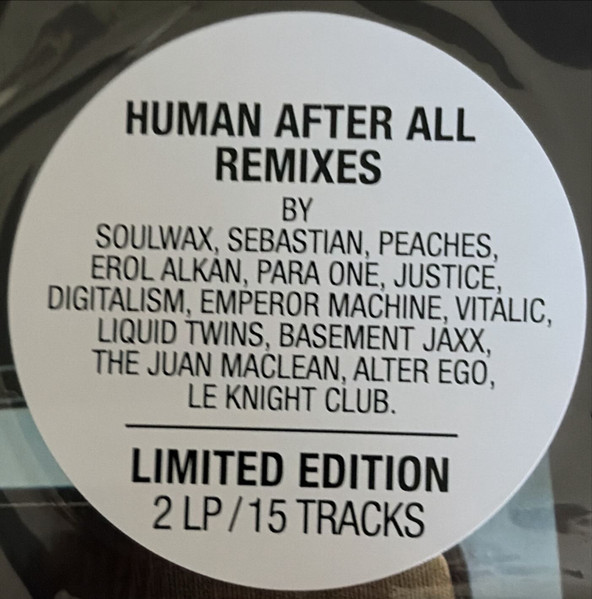 HUMAN AFTER ALL
REMIXES
BY
SOULWAX, SEBASTIAN, PEACHES,
EROL ALKAN, PARA ONE, JUSTICE,
DIGITALISM, EMPEROR MACHINE, VITALIC,
LIQUID TWINS, BASEMENT JAXX,
THE JUAN MACLEAN, ALTER EGO,
LE KNIGHT CLUB.
LIMITED EDITION
2 LP / 15 TRACKS